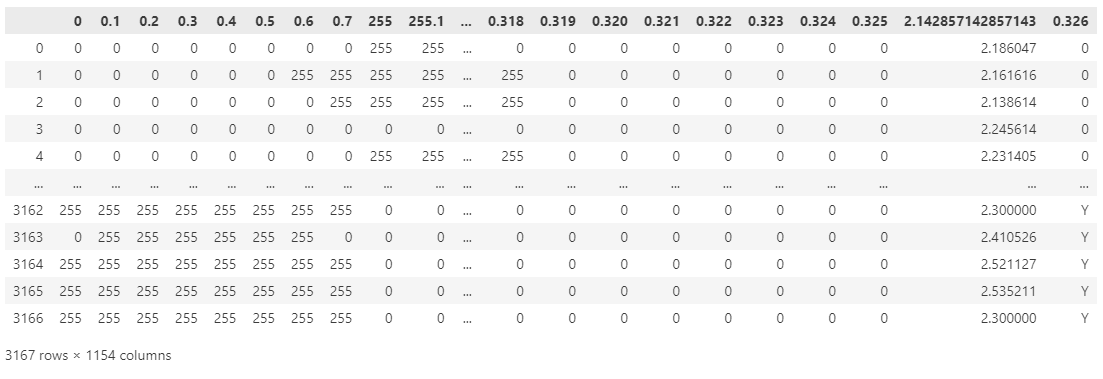 0 0.1 0.2 0.3 0.4 0.5 0.6 0.7 255 255.1 ... 0.318 0.319 0.320 0.321 0.322 0.323 0.324 0.325 2.142857142857143 0.326
0 0 0 0 0 0 0 0 0 255 255 ... 0 0 0 0 0 0 0 0 2.186047 0
1 0 0 0 0 0 0 255 255 255 255 ... 255 0 0 0 0 0 0 0 2.161616 0
2 0 0 0 0 0 0 0 255 255 255 ... 255 0 0 0 0 0 0 0 2.138614 0
3 0 0 0 0 0 0 0 0 0 0 ... 0 0 0 0 0 0 0 0 2.245614 0
4 0 0 0 0 0 0 0 0 255 255 ... 255 0 0 0 0 0 0 0 2.231405 0
... ... ... ... ... ... ... ... ... ... ... ... ... ... ... ... ... ... ... ... ... ...
3162 255 255 255 255 255 255 255 255 0 0 ... 0 0 0 0 0 0 0 0 2.300000 Y
3163 0 255 255 255 255 255 255 0 0 0 ... 0 0 0 0 0 0 0 0 2.410526 Y
3164 255 255 255 255 255 255 255 255 0 0 ... 0 0 0 0 0 0 0 0 2.521127 Y
3165 255 255 255 255 255 255 255 255 0 0 ... 0 0 0 0 0 0 0 0 2.535211 Y
3166 255 255 255 255 255 255 255 255 0 0 ... 0 0 0 0 0 0 0 0 2.300000 Y
3167 rows × 1154 columns